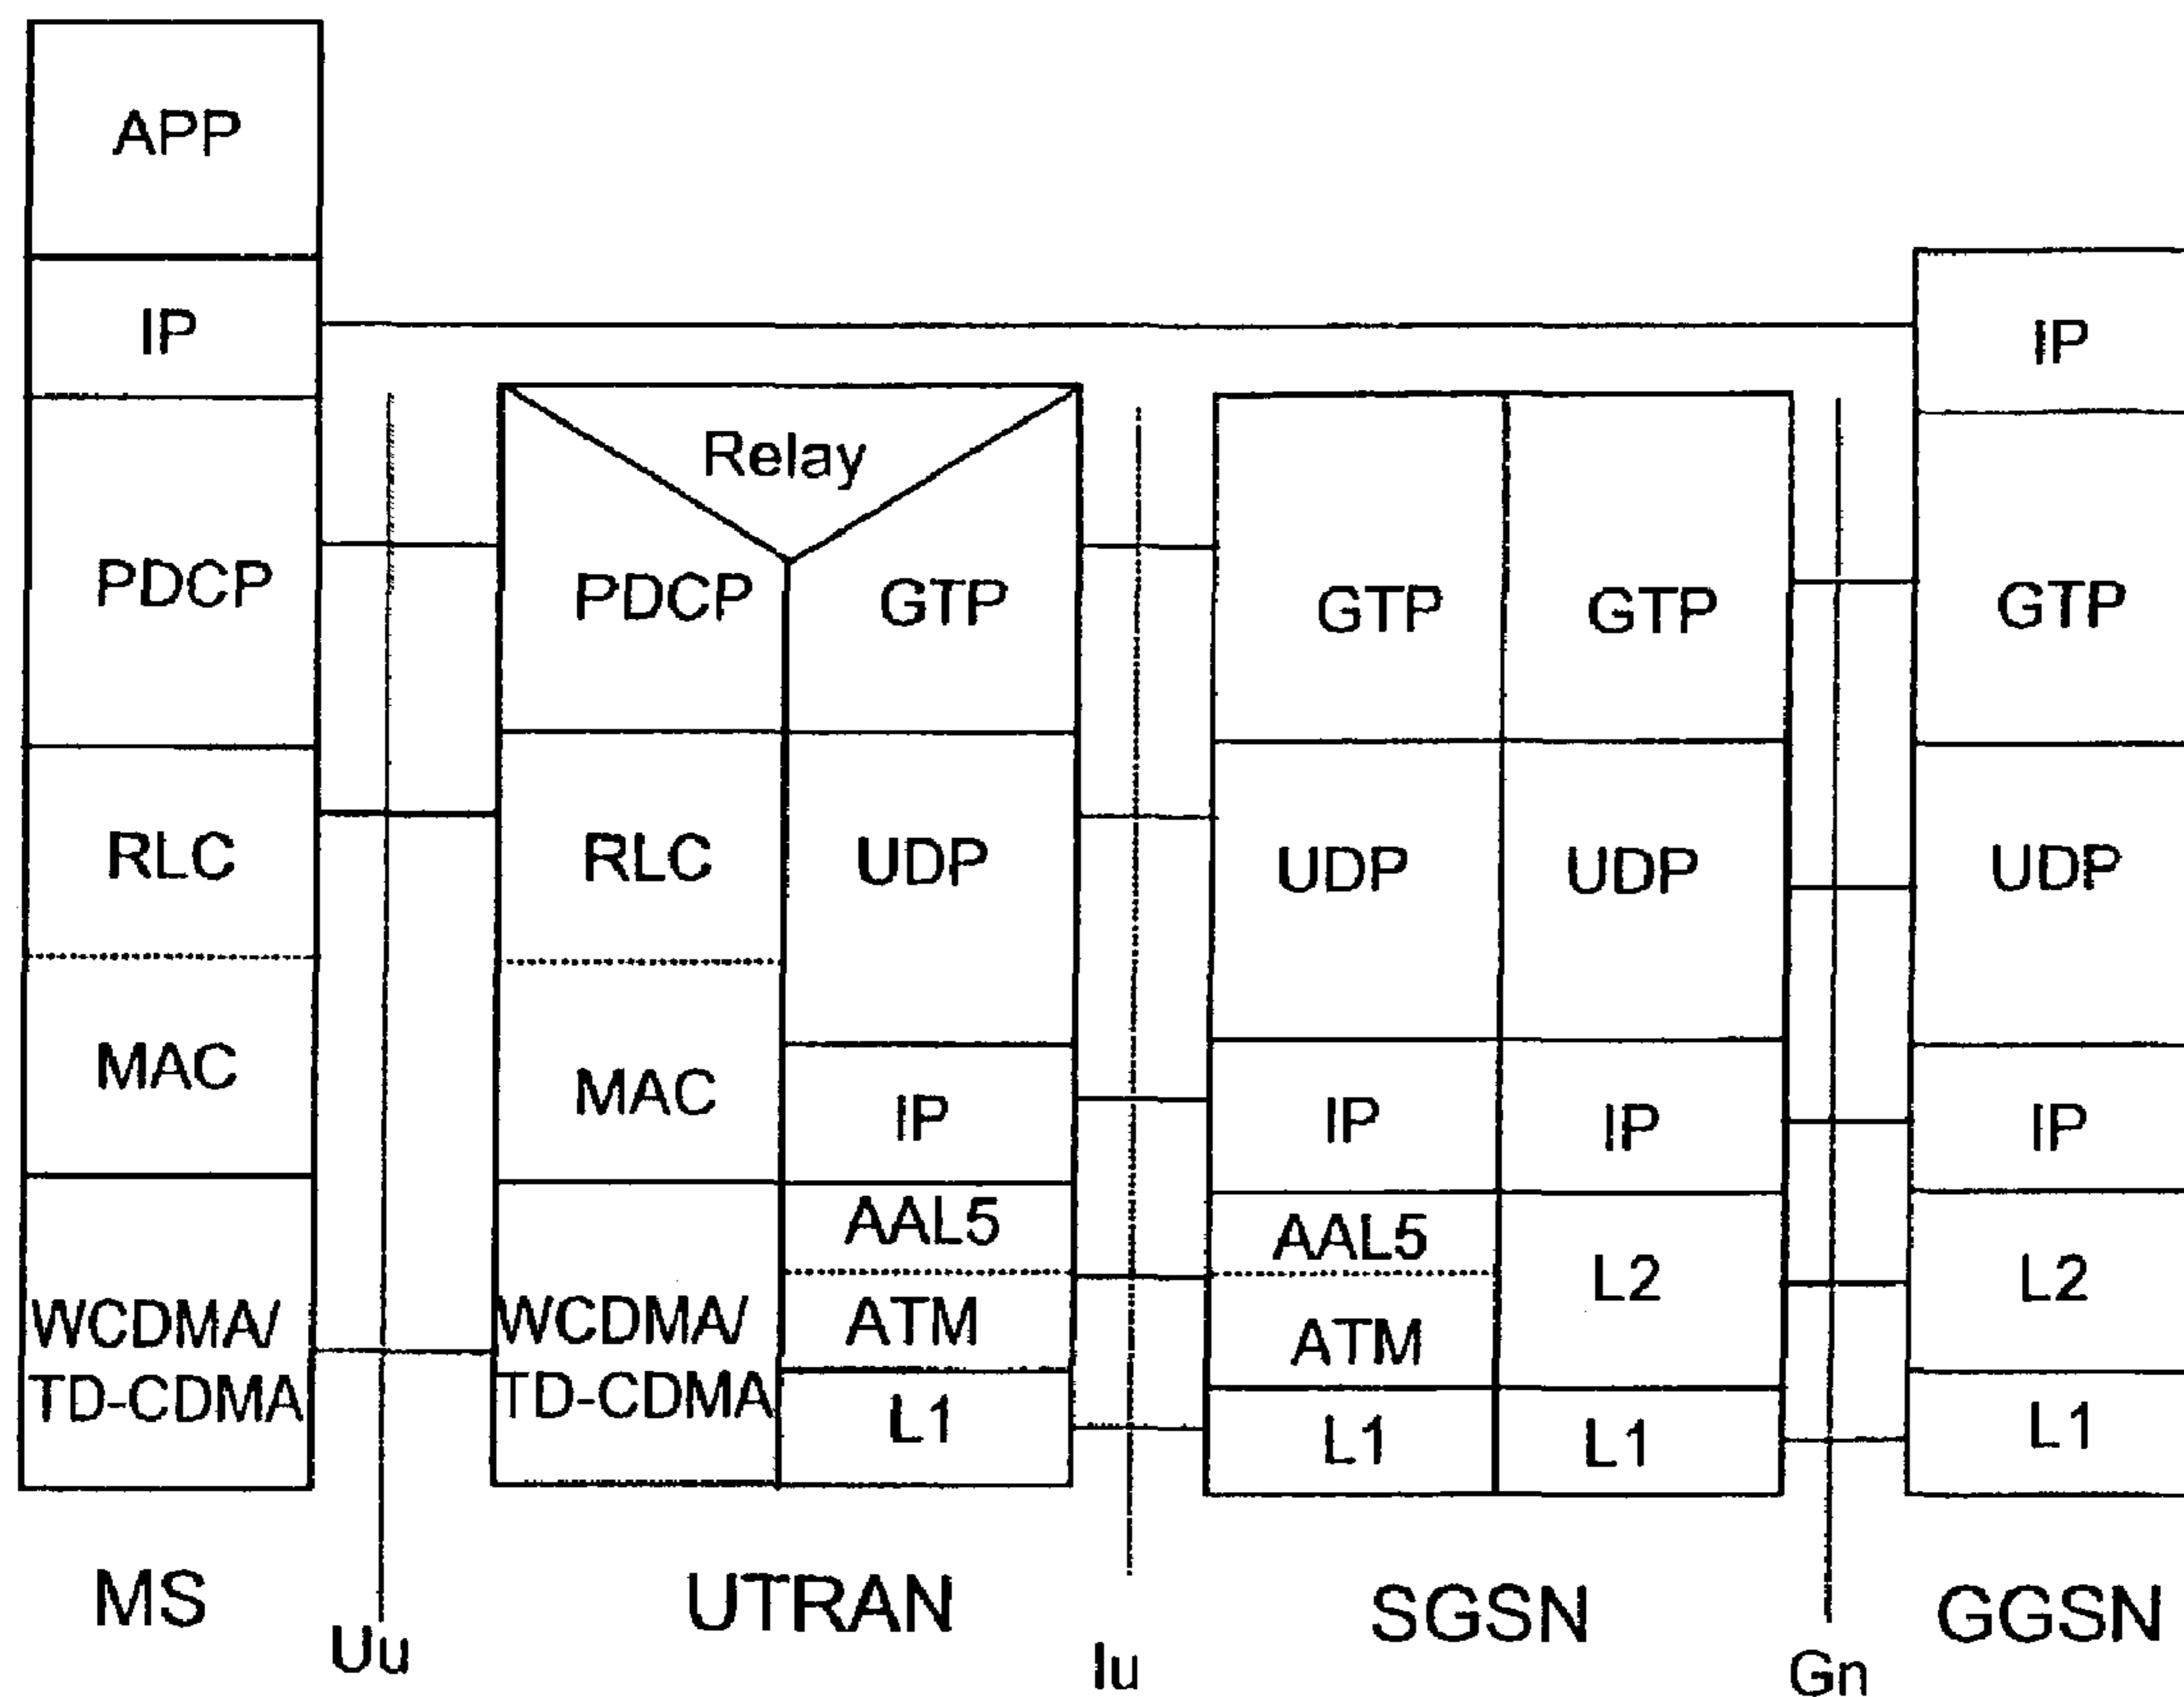 APP
IP
PDCP
RLC
MAC
WCDMA/
TD-CDMA
MS
Uu
Relay
PDCP
GTP
RLC
UDP
MAC
IP
AAL5
ATM
WCDMA/
TD-CDMA
L1
UTRAN
Iu
GTP
GTP
UDP
UDP
IP
IP
AAL5
L2
ATM
L1
L1
SGSN
Gn
IP
GTP
UDP
IP
L2
L1
GGSN